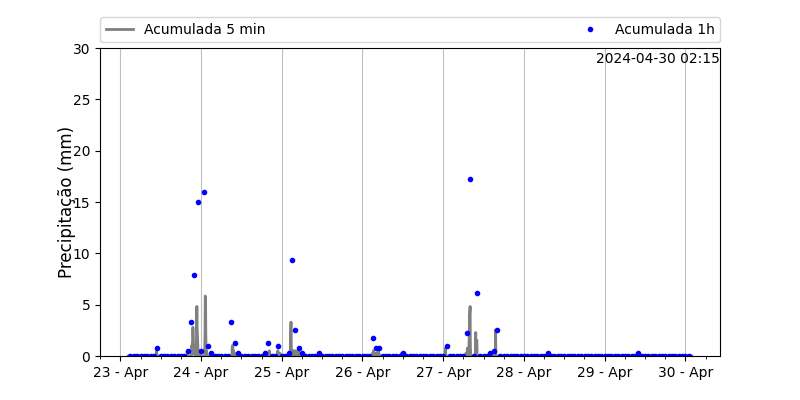 Acumulada 5 min
Acumulada 1h
2024-04-30 02:15
Precipitação (mm)
30
25
20
15
10
5
0
23 - Apr
24 - Apr
25 - Apr
26 - Apr
27 - Apr
28 - Apr
29 - Apr
30 - Apr